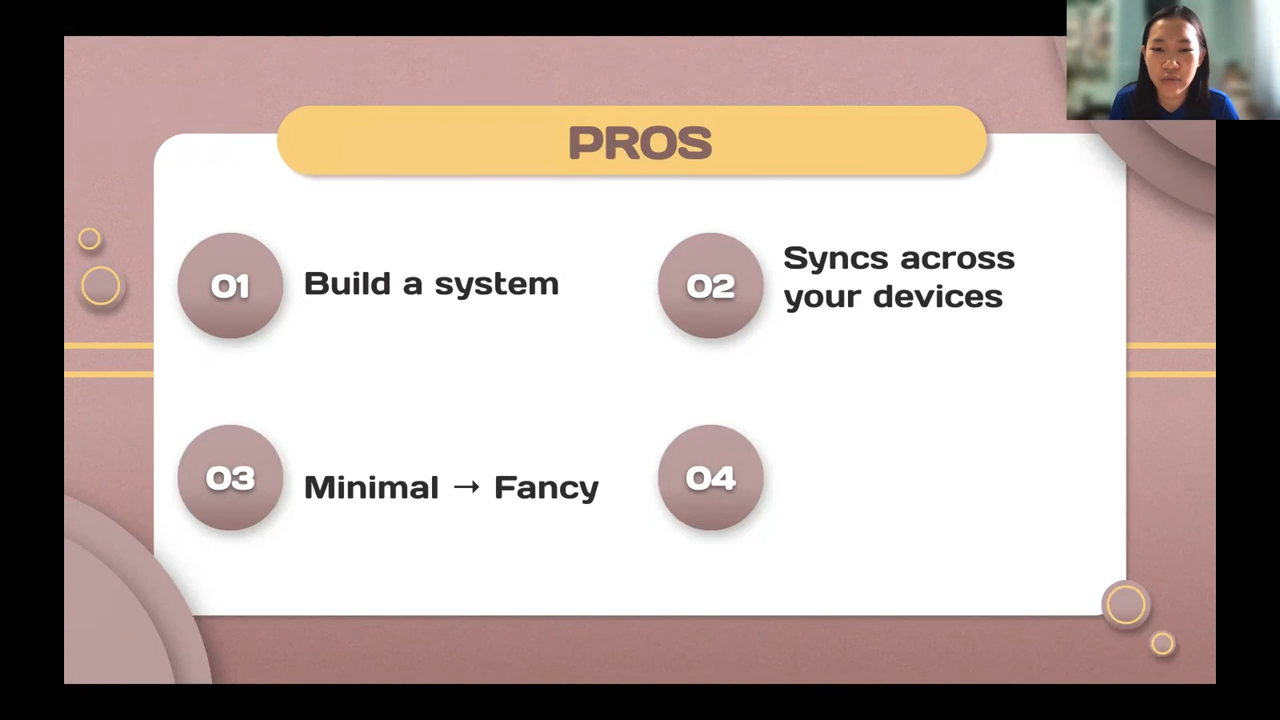 PROS
01
Build a system
02
Syncs across
your devices
03
Minimal → Fancy
04